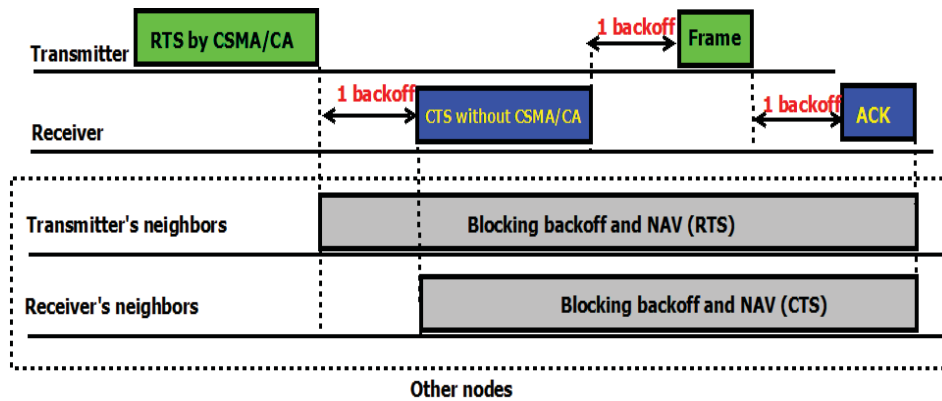 RTS by CSMA/CA
1 backoff
Frame
Transmitter
1 backoff
CTS without CSMA/CA
1 backoff
ACK
Receiver
Transmitter's neighbors
Blocking backoff and NAV (RTS)
Receiver's neighbors
Blocking backoff and NAV (CTS)
Other nodes